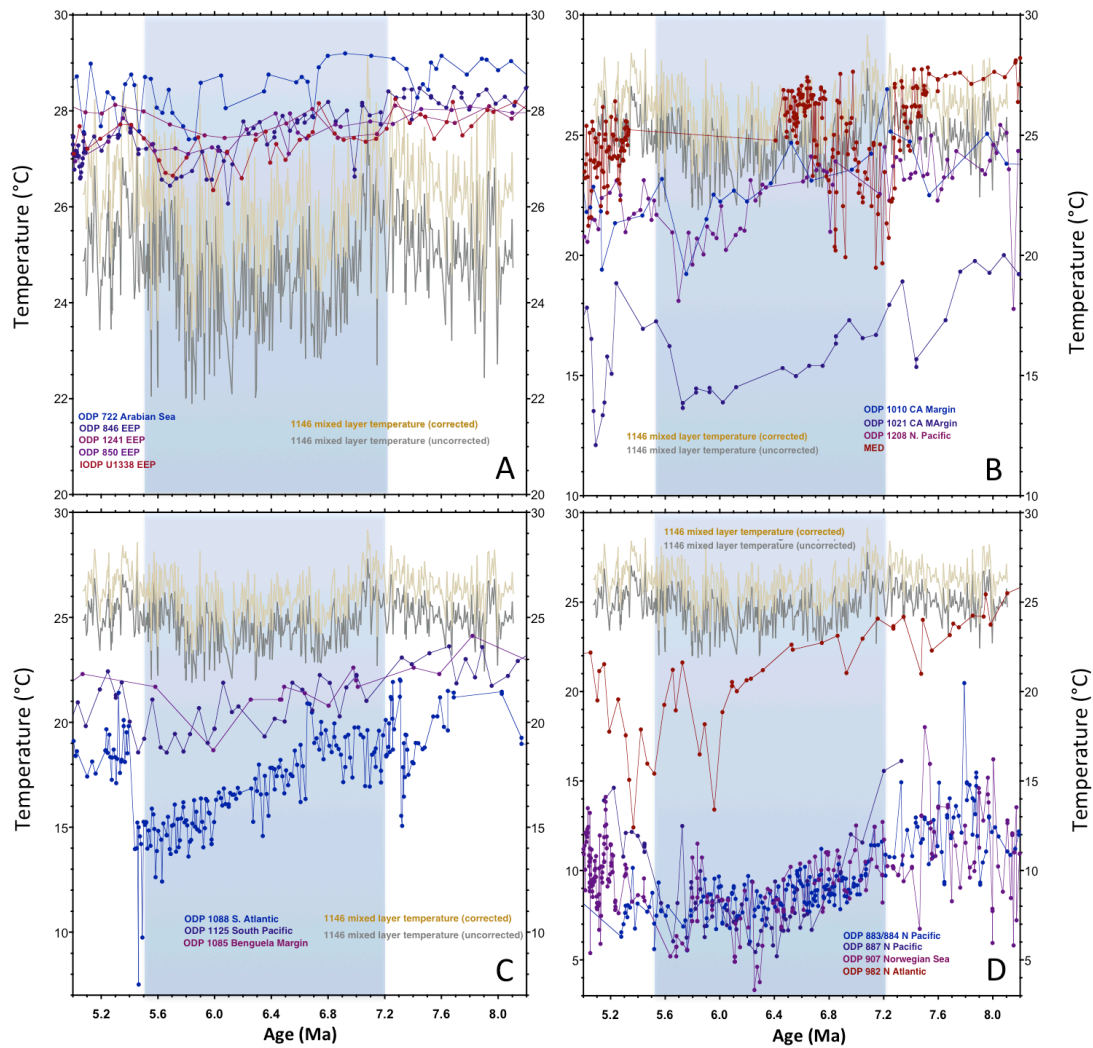 30
28
26
24
22
20
30
28
26
24
22
20
Temperature (°C)
ODP 722 Arabian Sea
ODP 846 EEP
ODP 1241 EEP
ODP 850 EEP
IODP U1338 EEP
1146 mixed layer temperature (corrected)
1146 mixed layer temperature (uncorrected)
A
30
25
20
15
10
30
25
20
15
10
Temperature (°C)
1146 mixed layer temperature (corrected)
1146 mixed layer temperature (uncorrected)
ODP 1010 CA Margin
ODP 1021 CA MArgin
ODP 1208 N. Pacific
MED
B
30
25
20
15
10
30
25
20
15
10
Temperature (°C)
ODP 1088 S. Atlantic
ODP 1125 South Pacific
ODP 1085 Benguela Margin
1146 mixed layer temperature (corrected)
1146 mixed layer temperature (uncorrected)
C
5.2 5.6 6.0 6.4 6.8 7.2 7.6 8.0
Age (Ma)
30
25
20
15
10
5
30
25
20
15
10
5
Temperature (°C)
1146 mixed layer temperature (corrected)
1146 mixed layer temperature (uncorrected)
ODP 883/884 N Pacific
ODP 887 N Pacific
ODP 907 Norwegian Sea
ODP 982 N Atlantic
D
5.2 5.6 6.0 6.4 6.8 7.2 7.6 8.0
Age (Ma)